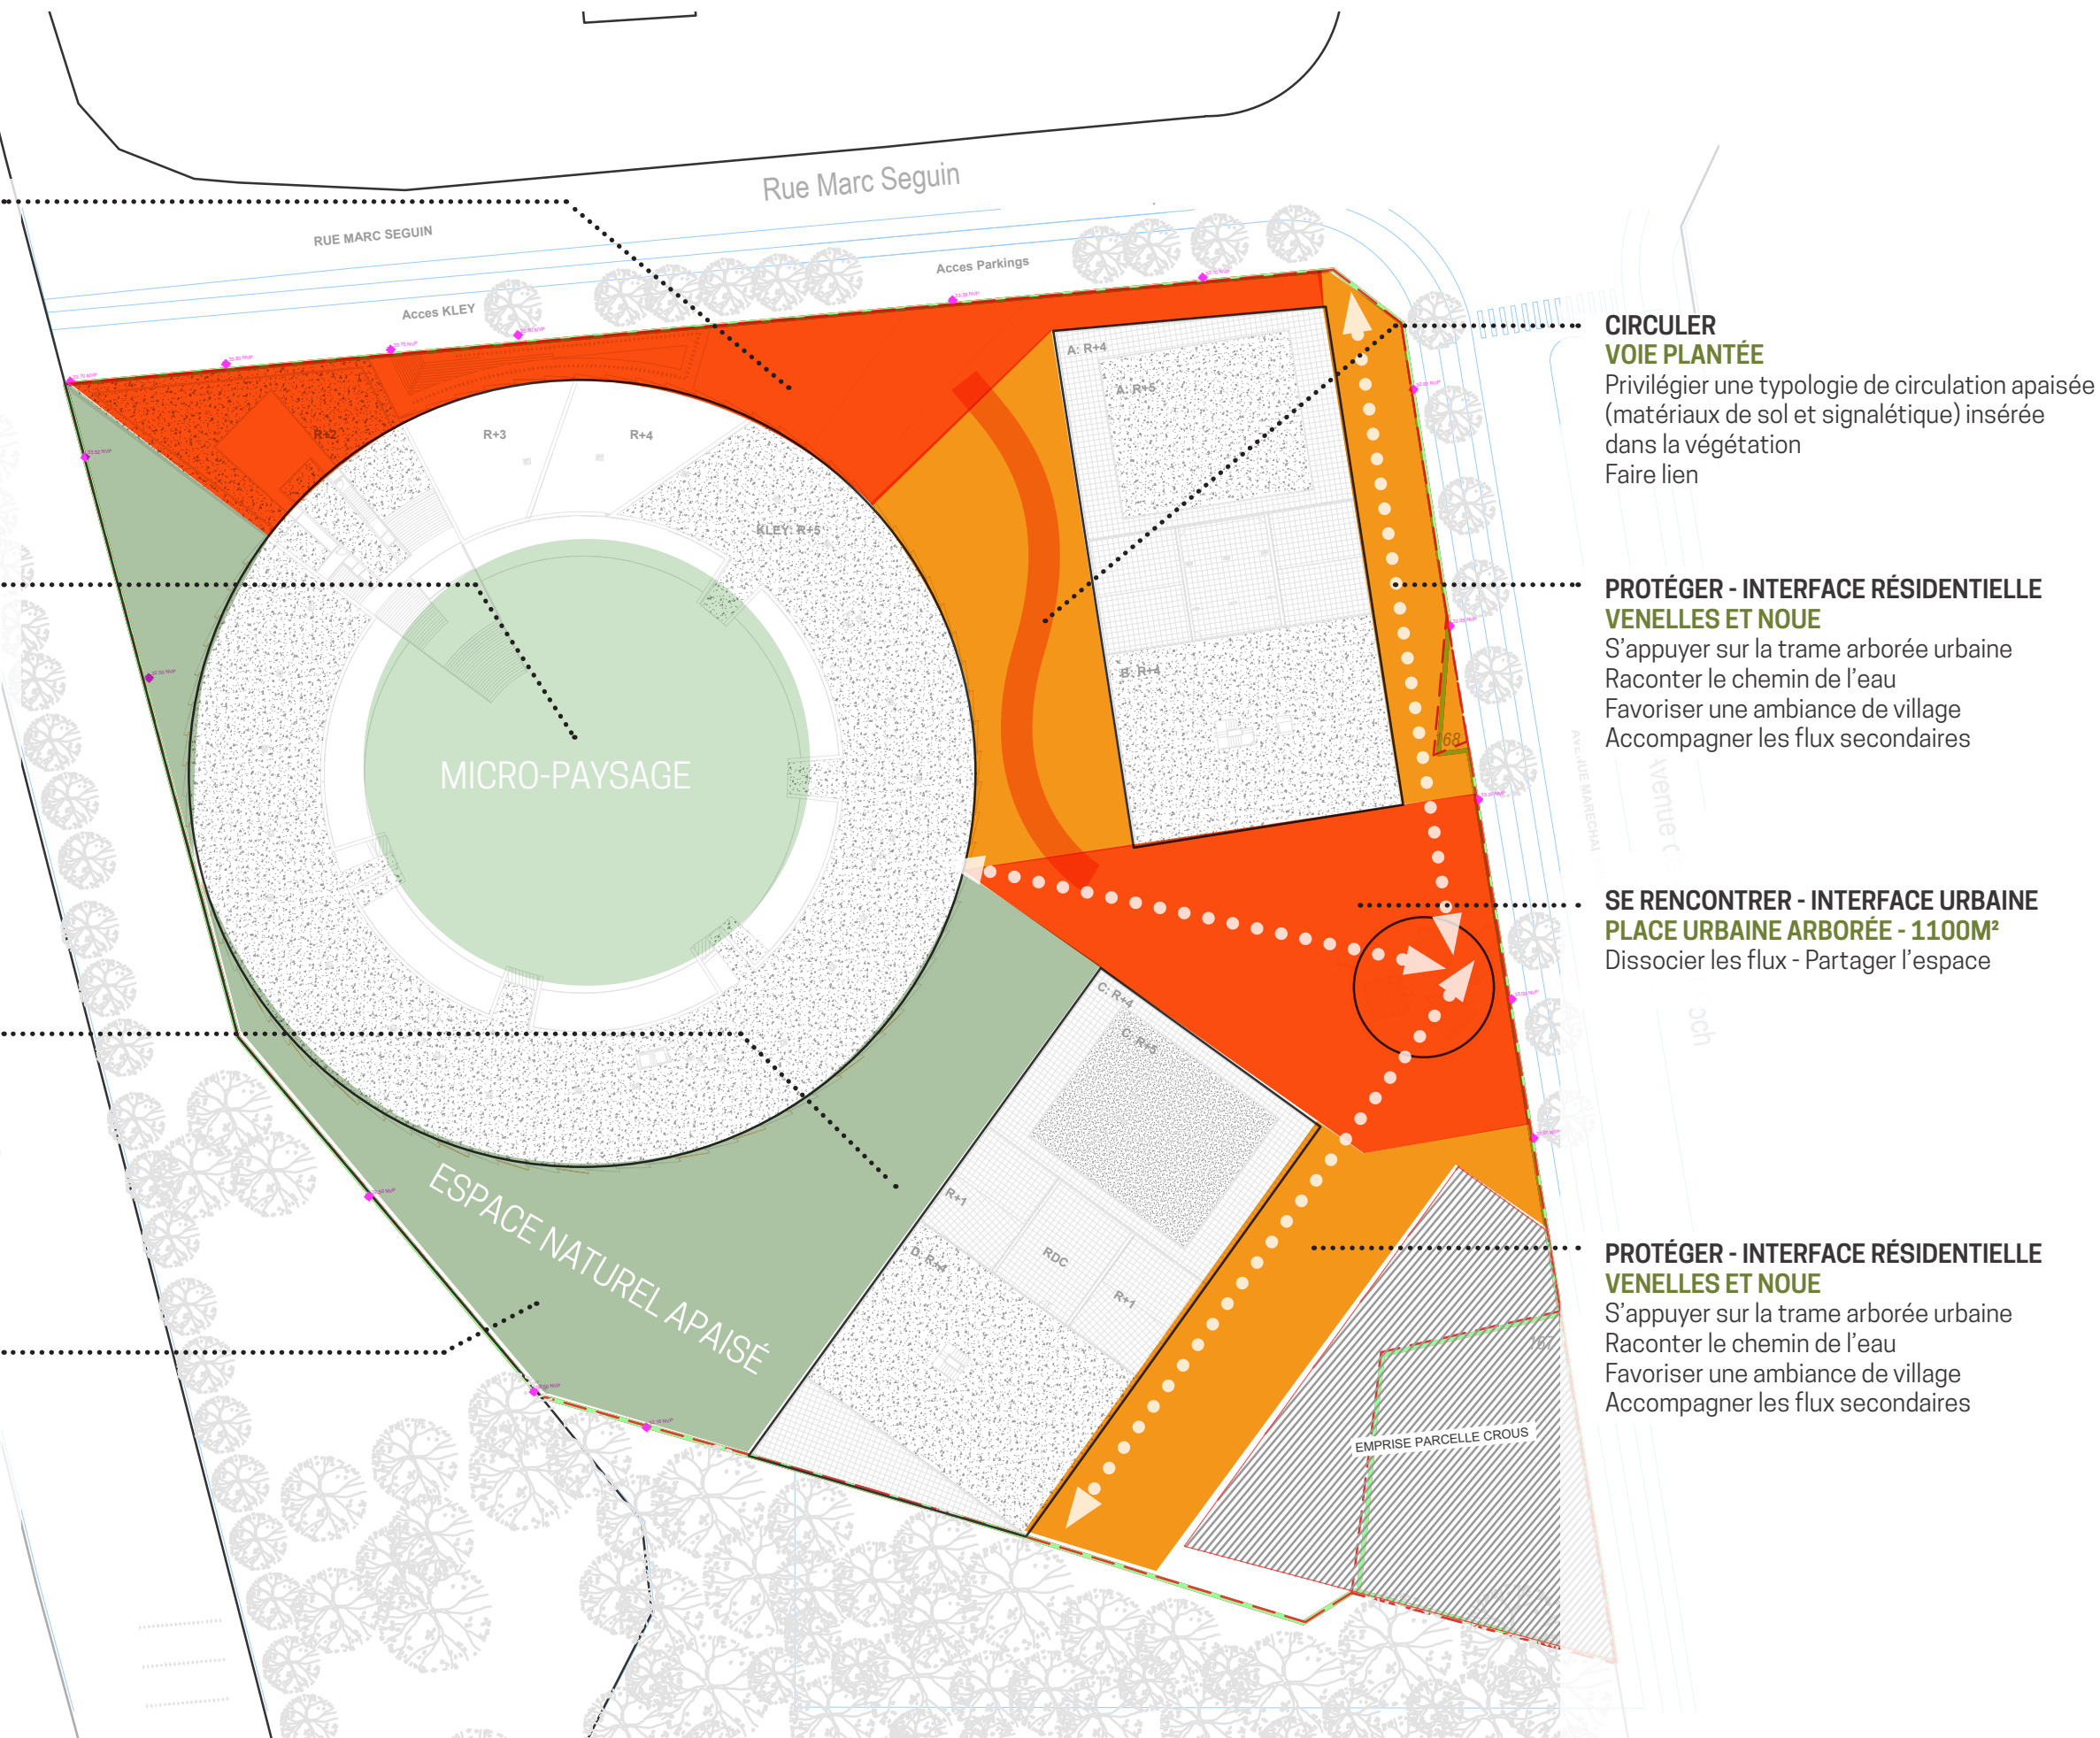 Rue Marc Seguin
RUE MARC SEGUIN
Acces Parkings
Acces KLEY
A: R+4
A: R+5
R+2
R+3
R+4
KLEY: R+5
B: R+4
168
MICRO-PAYSAGE
C: R+4
C: R+5
R+1
RDC
R+1
D: R+4
ESPACE NATUREL APAISÉ
167
EMPRISE PARCELLE CROUS
AVENUE MARECHAL
CIRCULER
VOIE PLANTÉE
Privilégier une typologie de circulation apaisée
(matériaux de sol et signalétique) insérée
dans la végétation
Faire lien
PROTÉGER - INTERFACE RÉSIDENTIELLE
VENELLES ET NOUE
S'appuyer sur la trame arborée urbaine
Raconter le chemin de l'eau
Favoriser une ambiance de village
Accompagner les flux secondaires
SE RENCONTRER - INTERFACE URBAINE
PLACE URBAINE ARBORÉE - 1100M²
Dissocier les flux - Partager l'espace
PROTÉGER - INTERFACE RÉSIDENTIELLE
VENELLES ET NOUE
S'appuyer sur la trame arborée urbaine
Raconter le chemin de l'eau
Favoriser une ambiance de village
Accompagner les flux secondaires